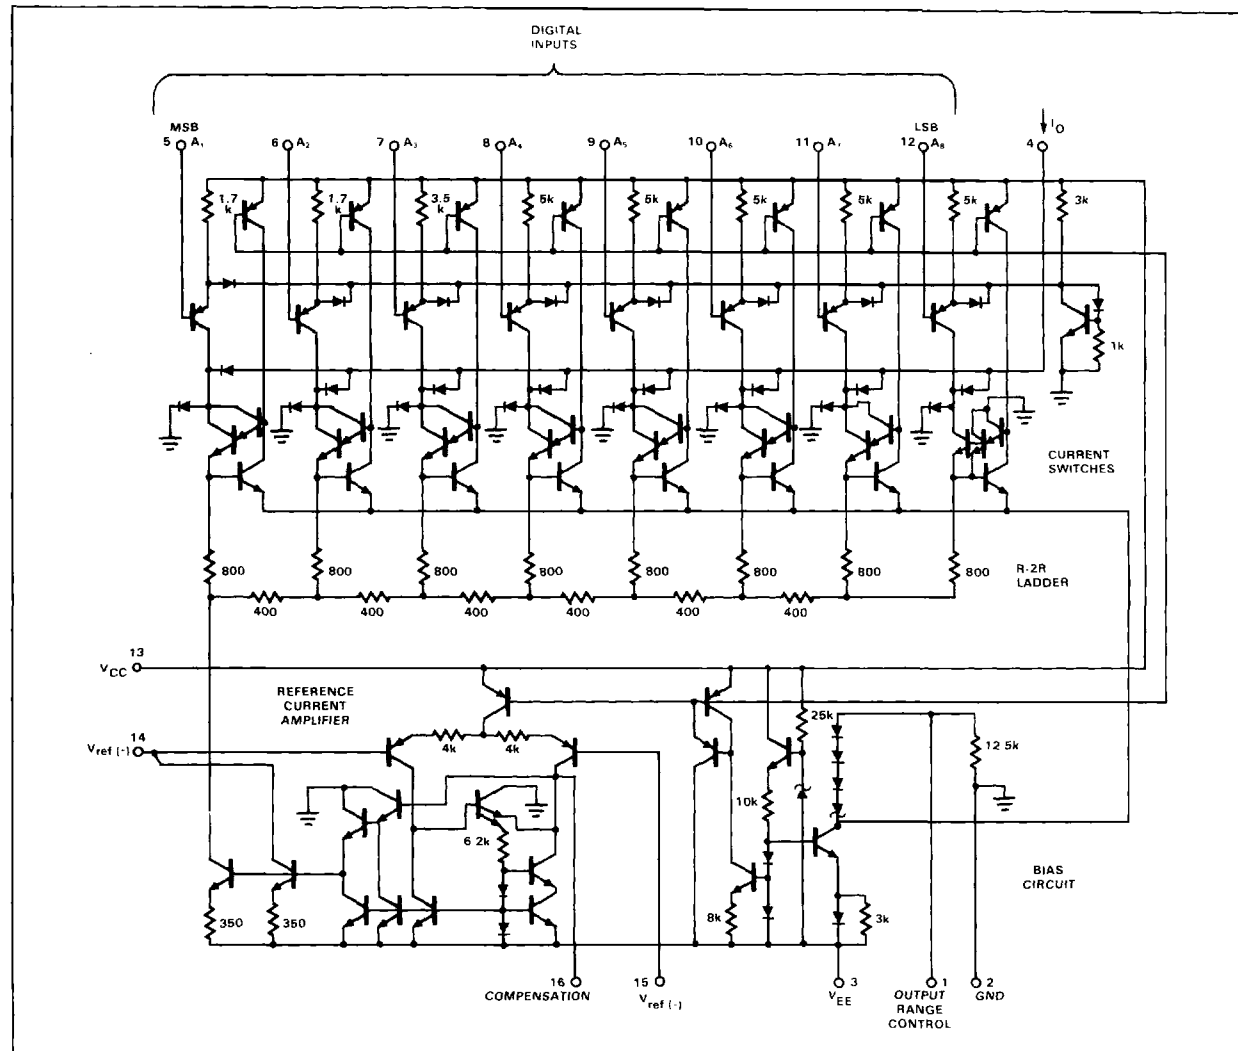 DIGITAL
INPUTS
MSB
5 A1
6 A2
7 A3
8 A4
9 A5
10 A6
11 A7
LSB
12 A8
4
IO
1.7
k
1.7
k
3.5
k
5k
5k
5k
5k
5k
3k
1k
CURRENT
SWITCHES
800
800
800
800
800
800
800
800
R-2R
LADDER
400
400
400
400
400
400
13
VCC
REFERENCE
CURRENT
AMPLIFIER
14
Vref (-)
4k
4k
25k
12.5k
10k
6.2k
BIAS
CIRCUIT
350
350
8k
3k
16
COMPENSATION
15
Vref (-)
3
VEE
1
OUTPUT
RANGE
CONTROL
2
GND